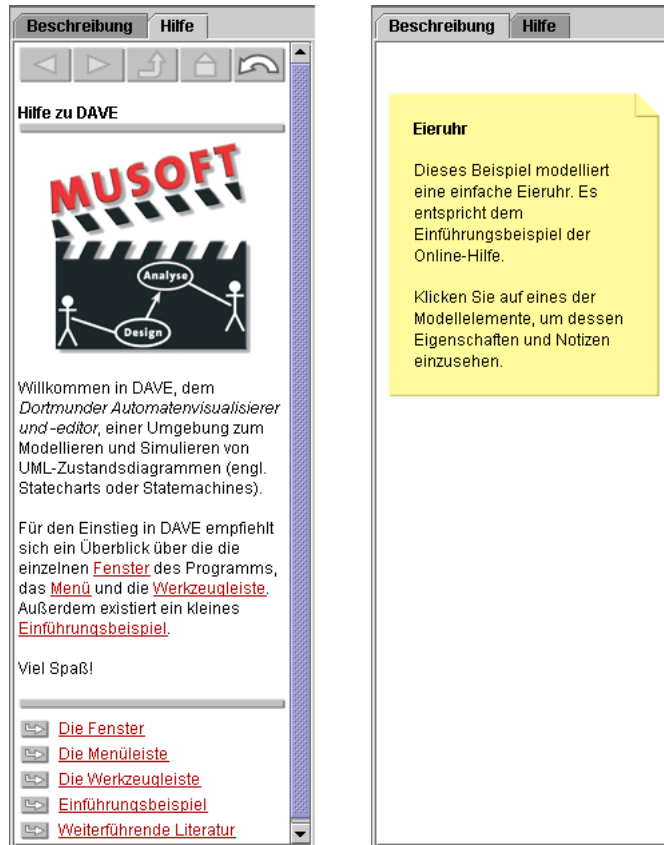 Beschreibung Hilfe
Hilfe zu DAVE
MUSOFT
Analyse
Design
Willkommen in DAVE, dem
Dortmunder Automatenvisualisierer
und -editor, einer Umgebung zum
Modellieren und Simulieren von
UML-Zustandsdiagrammen (engl.
Statecharts oder Statemachines).
Für den Einstieg in DAVE empfiehlt
sich ein Überblick über die die
einzelnen Fenster des Programms,
das Menü und die Werkzeugleiste.
Außerdem existiert ein kleines
Einführungsbeispiel.
Viel Spaß!
Die Fenster
Die Menüleiste
Die Werkzeugleiste
Einführungsbeispiel
Weiterführende Literatur
Beschreibung Hilfe
Eieruhr
Dieses Beispiel modelliert
eine einfache Eieruhr. Es
entspricht dem
Einführungsbeispiel der
Online-Hilfe.
Klicken Sie auf eines der
Modellelemente, um dessen
Eigenschaften und Notizen
einzusehen.